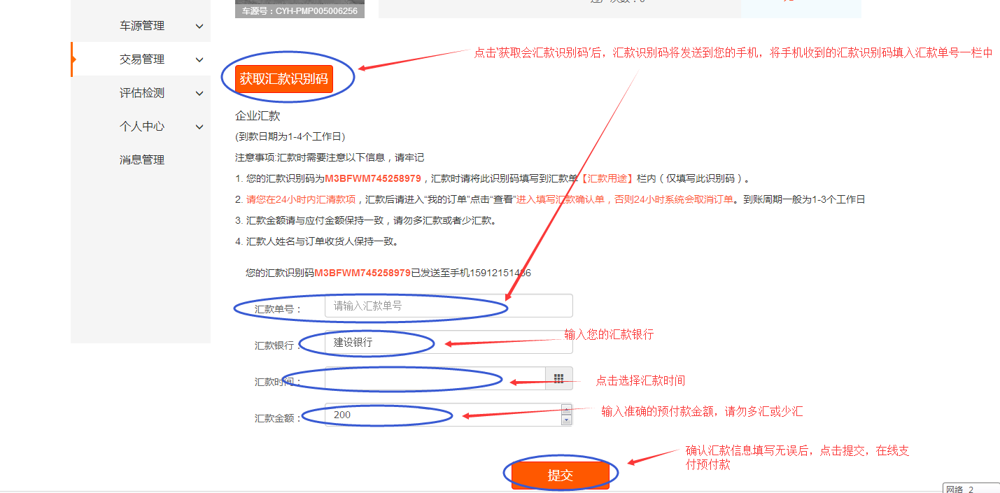 车源号：CYH-PMP005006256
车源管理
交易管理
评估检测
个人中心
消息管理
点击‘获取会汇款识别码’后，汇款识别码将发送到您的手机，将手机收到的汇款识别码填入汇款单号一栏中
获取汇款识别码
企业汇款
(到款日期为1-4个工作日)
注意事项:汇款时需要注意以下信息，请牢记
1. 您的汇款识别码为M3BFWM745258979，汇款时请将此识别码填写到汇款单【汇款用途】栏内（仅填写此识别码）。
2. 请您在24小时内汇清款项，汇款后请进入“我的订单”点击“查看”进入填写汇款确认单，否则24小时系统会取消订单。到账周期一般为1-3个工作日
3. 汇款金额请与应付金额保持一致，请勿多汇款或者少汇款。
4. 汇款人姓名与订单收货人保持一致。
您的汇款识别码M3BFWM745258979已发送至手机15912151486
汇款单号： 请输入汇款单号
汇款银行： 建设银行
输入您的汇款银行
汇款时间：
点击选择汇款时间
汇款金额： 200
输入准确的预付款金额，请勿多汇或少汇
确认汇款信息填写无误后，点击提交，在线支
付预付款
提交
网络 2